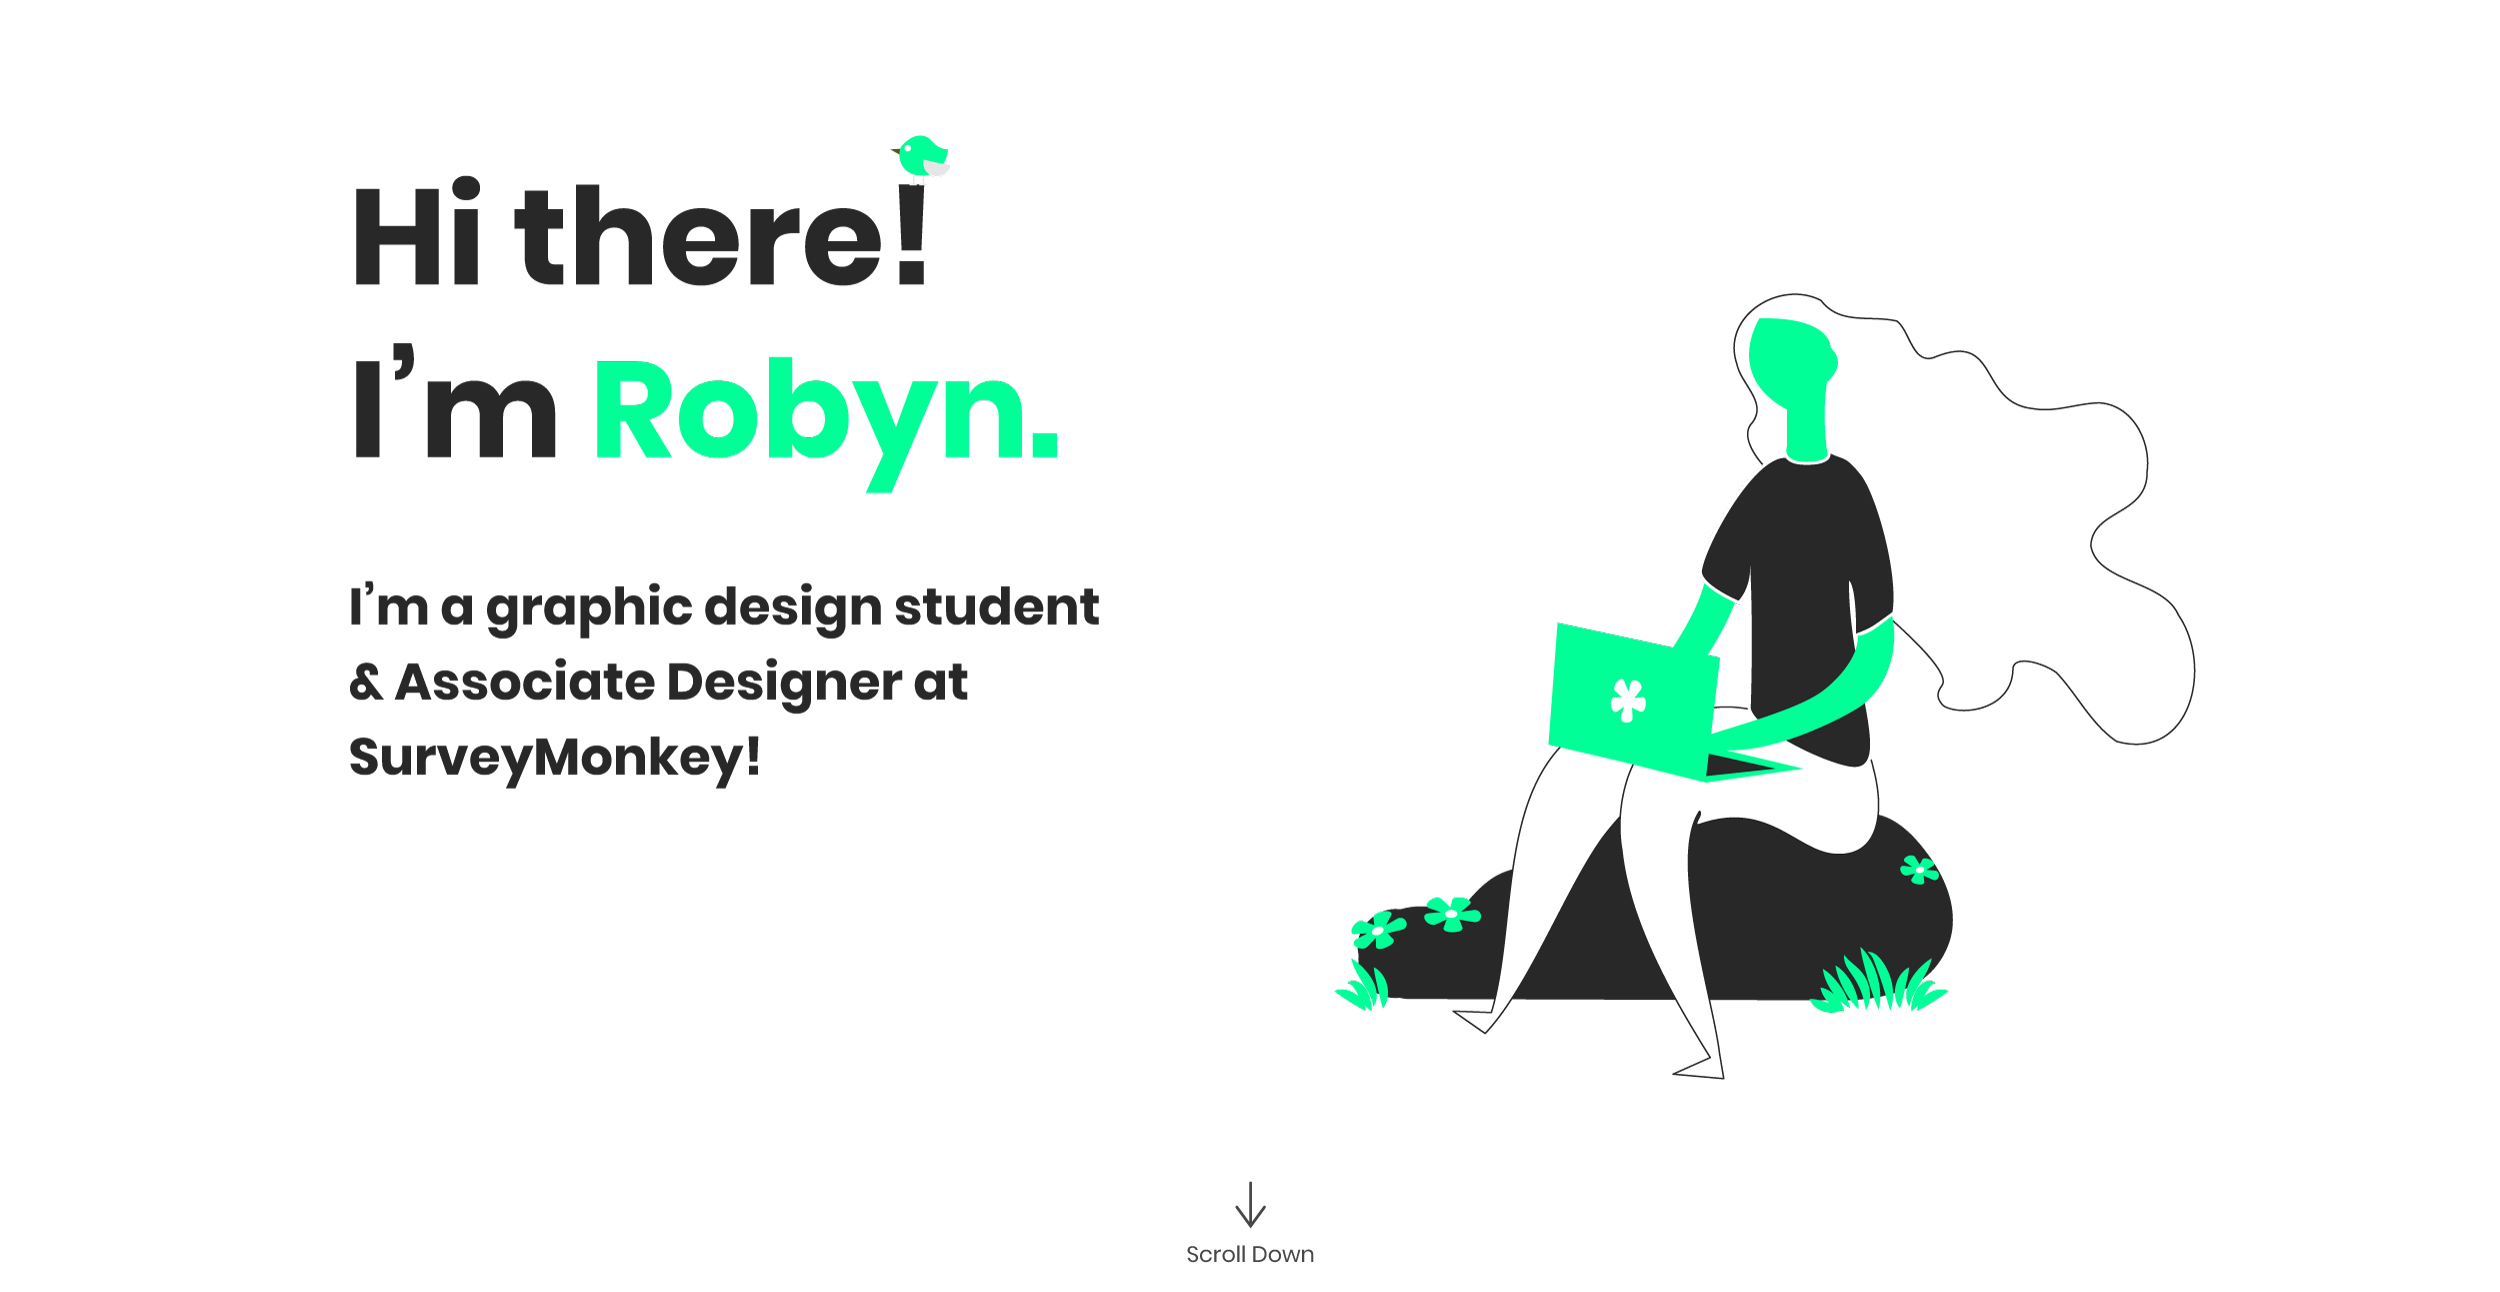 Hi there!
I’m Robyn.
I’m a graphic design student
& Associate Designer at
SurveyMonkey!
Scroll Down